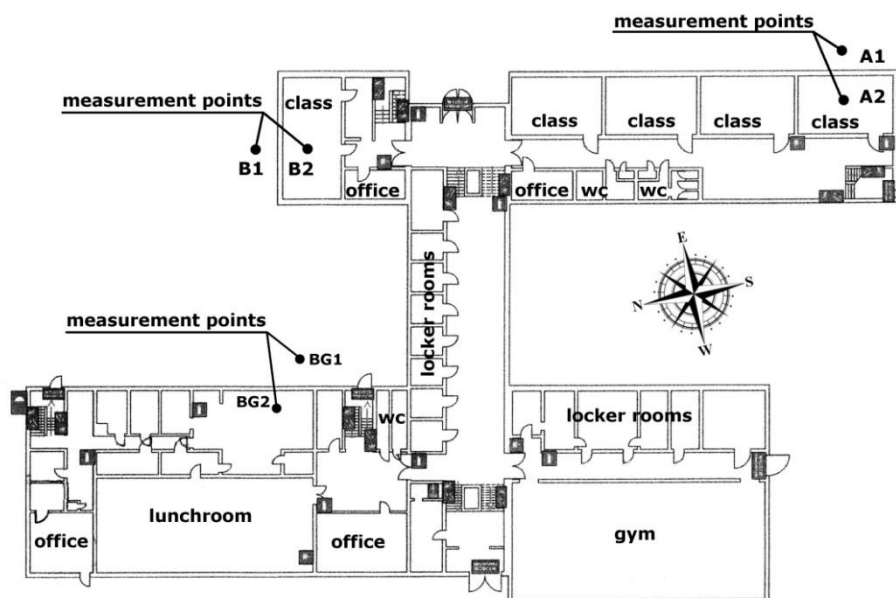 measurement points
A1
A2
measurement points
class
B1
B2
office
class
class
class
class
office
wc
wc
locker rooms
E
N
S
W
measurement points
BG1
BG2
wc
locker rooms
lunchroom
office
office
gym